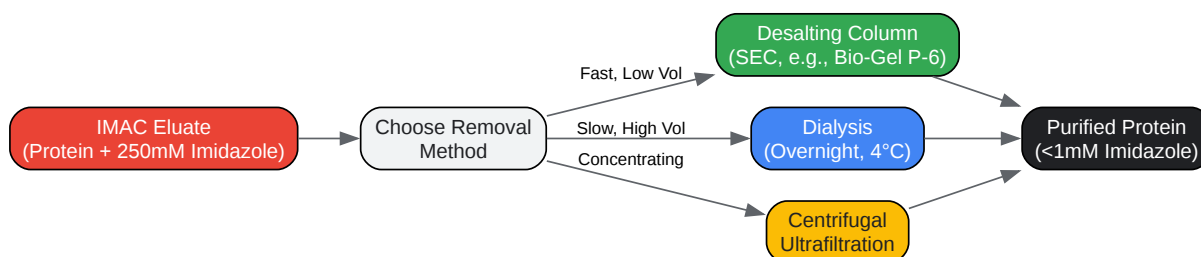 IMAC Eluate
(Protein + 250mM Imidazole)
Choose Removal
Method
Fast, Low Vol
Slow, High Vol
Concentrating
Desalting Column
(SEC, e.g., Bio-Gel P-6)
Dialysis
(Overnight, 4°C)
Centrifugal
Ultrafiltration
Purified Protein
(<1mM Imidazole)